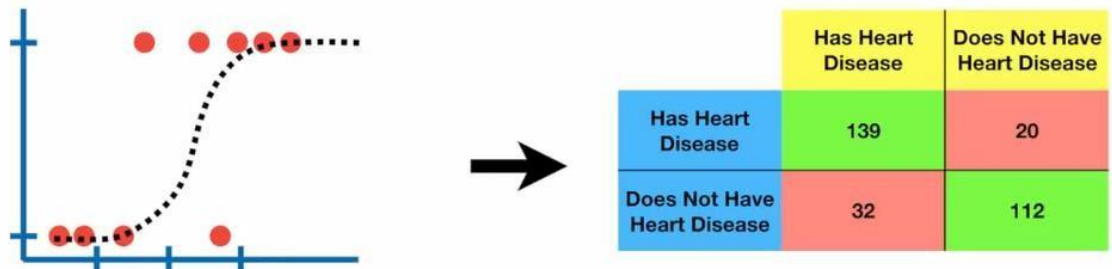 Has Heart
Disease
Does Not Have
Heart Disease
Has Heart
Disease
139
20
Does Not Have
Heart Disease
32
112